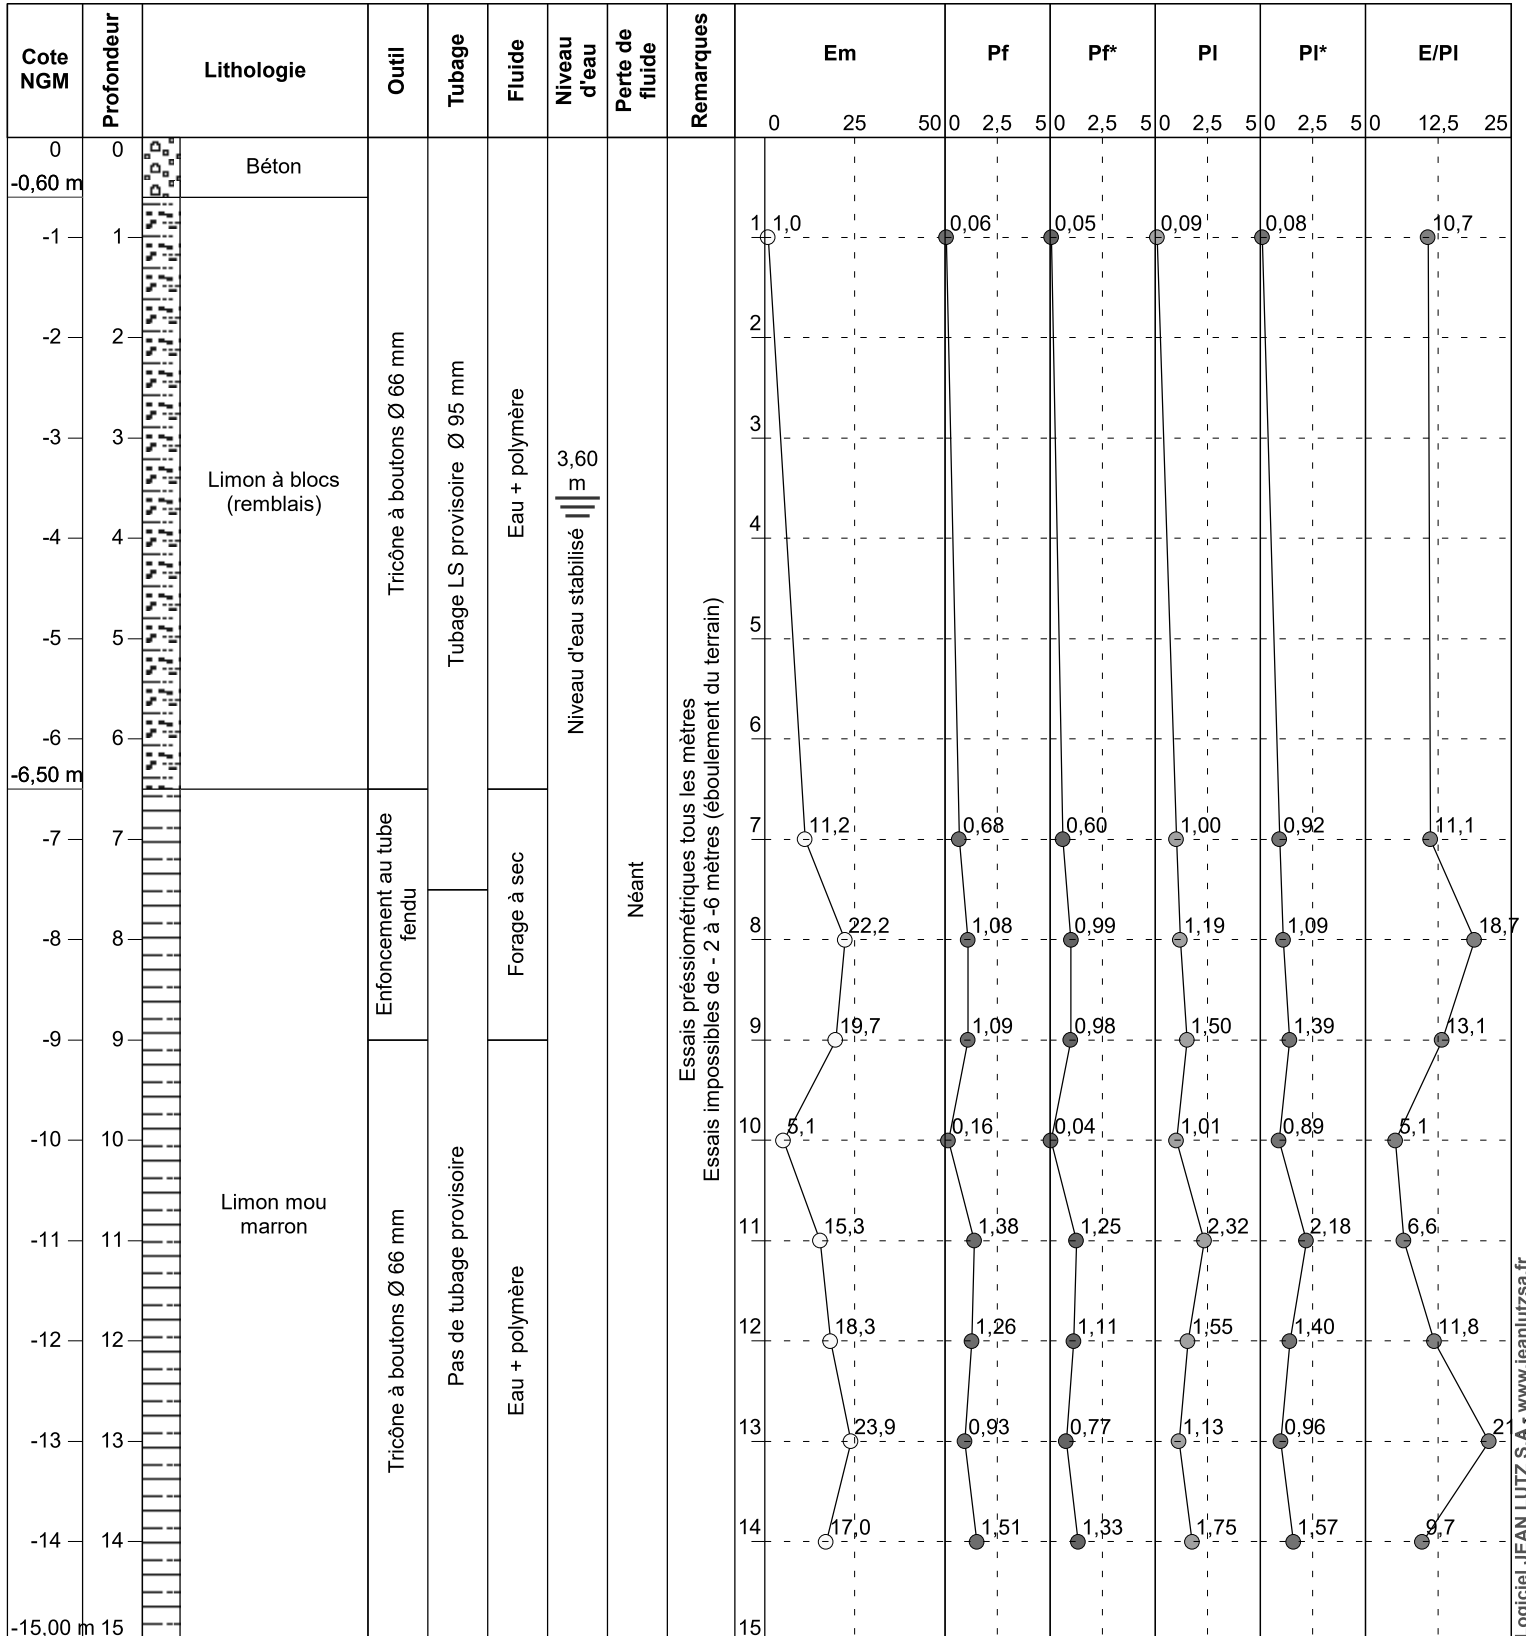 Cote
NGM
Profondeur
Lithologie
Outil
Tubage
Fluide
Niveau
d'eau
Perte de
fluide
Remarques
Em
Pf
Pf*
Pl
Pl*
E/Pl
0 25 50
0 2,5 5
0 2,5 5
0 2,5 5
0 2,5 5
0 12,5 25
0 0
-0,60 m
Béton
-1 1 1 1,0 0,06 0,05 0,09 0,08 10,7
-2 2 2
-3 3 3
-4 4 4
-5 5 5
-6 6 6
-6,50 m
Limon à blocs
(remblais)
Tricône à boutons Ø 66 mm
Tubage LS provisoire Ø 95 mm
Eau + polymère
3,60
m
Niveau d'eau stabilisé
Néant
Essais préssiométriques tous les mètres
Essais impossibles de - 2 à -6 mètres (éboulement du terrain)
-7 7 7 11,2 0,68 0,60 1,00 0,92 11,1
Enfoncement au tube
fendu
Forage à sec
-8 8 8 22,2 1,08 0,99 1,19 1,09 18,7
-9 9 9 19,7 1,09 0,98 1,50 1,39 13,1
-10 10 10 5,1 0,16 0,04 1,01 0,89 5,1
Limon mou
marron
Tricône à boutons Ø 66 mm
Pas de tubage provisoire
Eau + polymère
-11 11 11 15,3 1,38 1,25 2,32 2,18 6,6
-12 12 12 18,3 1,26 1,11 1,55 1,40 11,8
-13 13 13 23,9 0,93 0,77 1,13 0,96 21
-14 14 14 17,0 1,51 1,33 1,75 1,57 9,7
-15,00 m 15 15
Logiciel JEAN LUTZ S.A - www.jeanlutzsa.fr